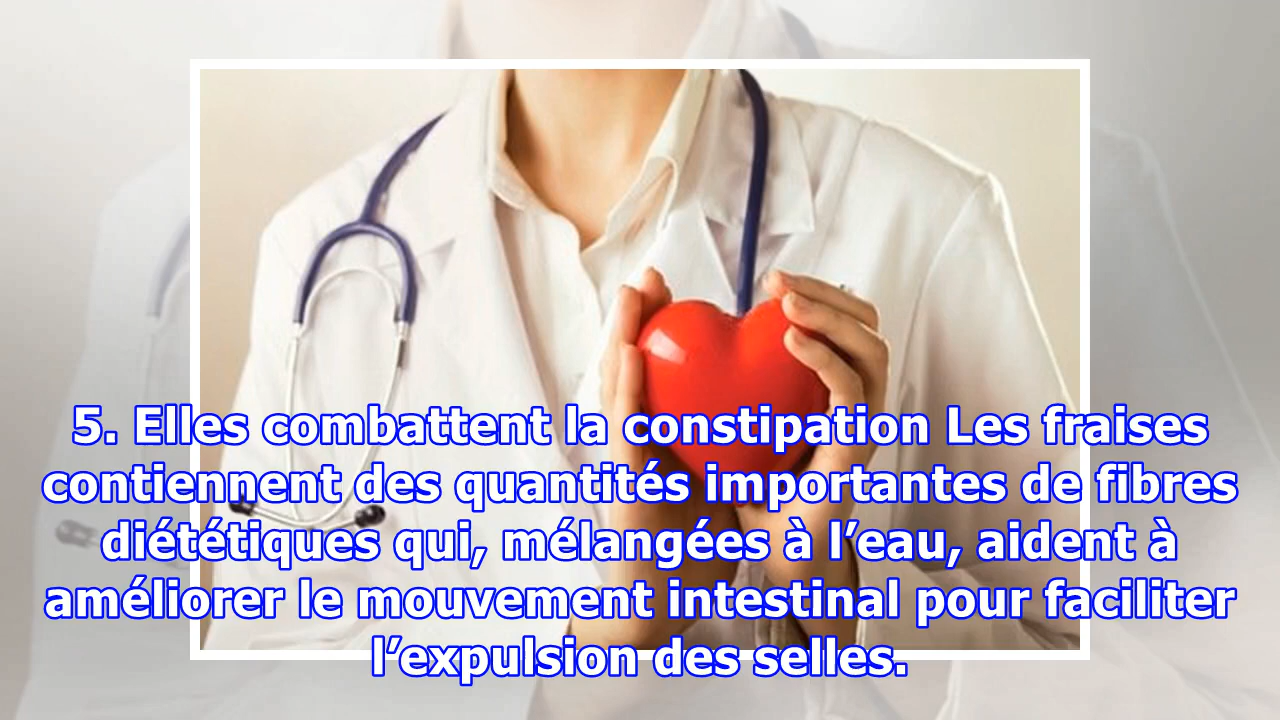 5. Elles combattent la constipation Les fraises
contiennent des quantités importantes de fibres
diététiques qui, mélangées à l’eau, aident à
améliorer le mouvement intestinal pour faciliter
l’expulsion des selles.